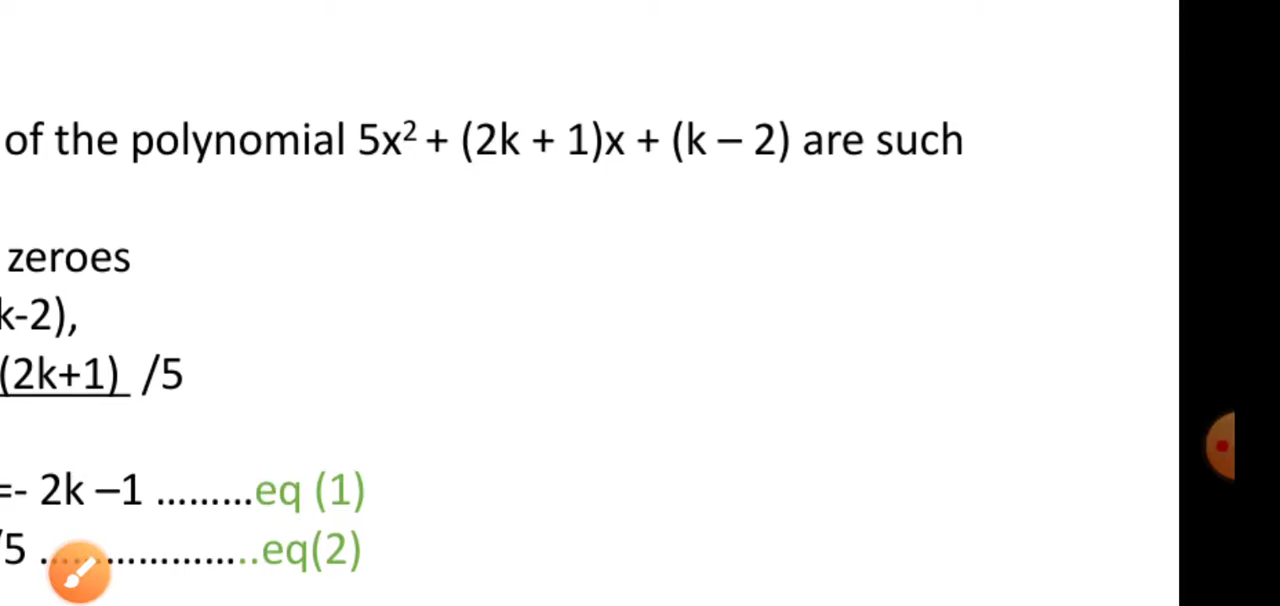 of the polynomial 5x² + (2k + 1)x + (k – 2) are such
zeroes
k-2),
(2k+1) /5
=- 2k –1 .........eq (1)
/5 ...................eq(2)